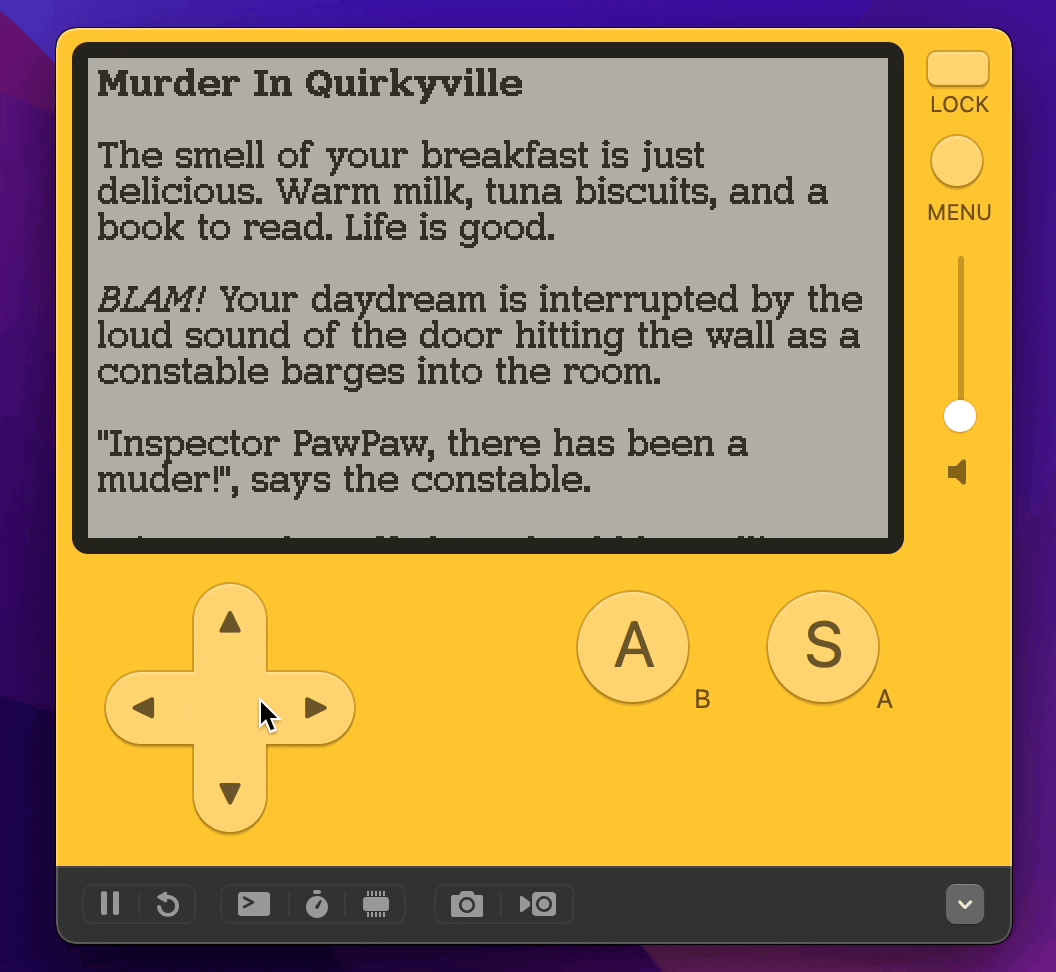 Murder In Quirkyville
The smell of your breakfast is just
delicious. Warm milk, tuna biscuits, and a
book to read. Life is good.
BLAM! Your daydream is interrupted by the
loud sound of the door hitting the wall as a
constable barges into the room.
"Inspector PawPaw, there has been a
muder!", says the constable.
LOCK
MENU
A
B
S
A